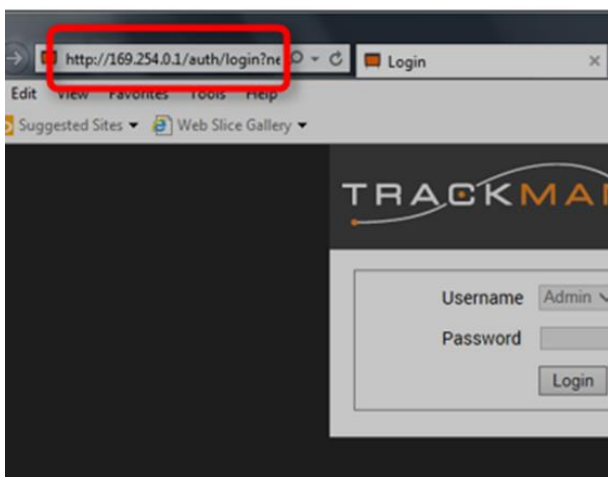 http://169.254.0.1/auth/login?ne
Login
Edit View Favorites Tools Help
Suggested Sites
Web Slice Gallery
TRACKMAN
Username Admin
Password
Login